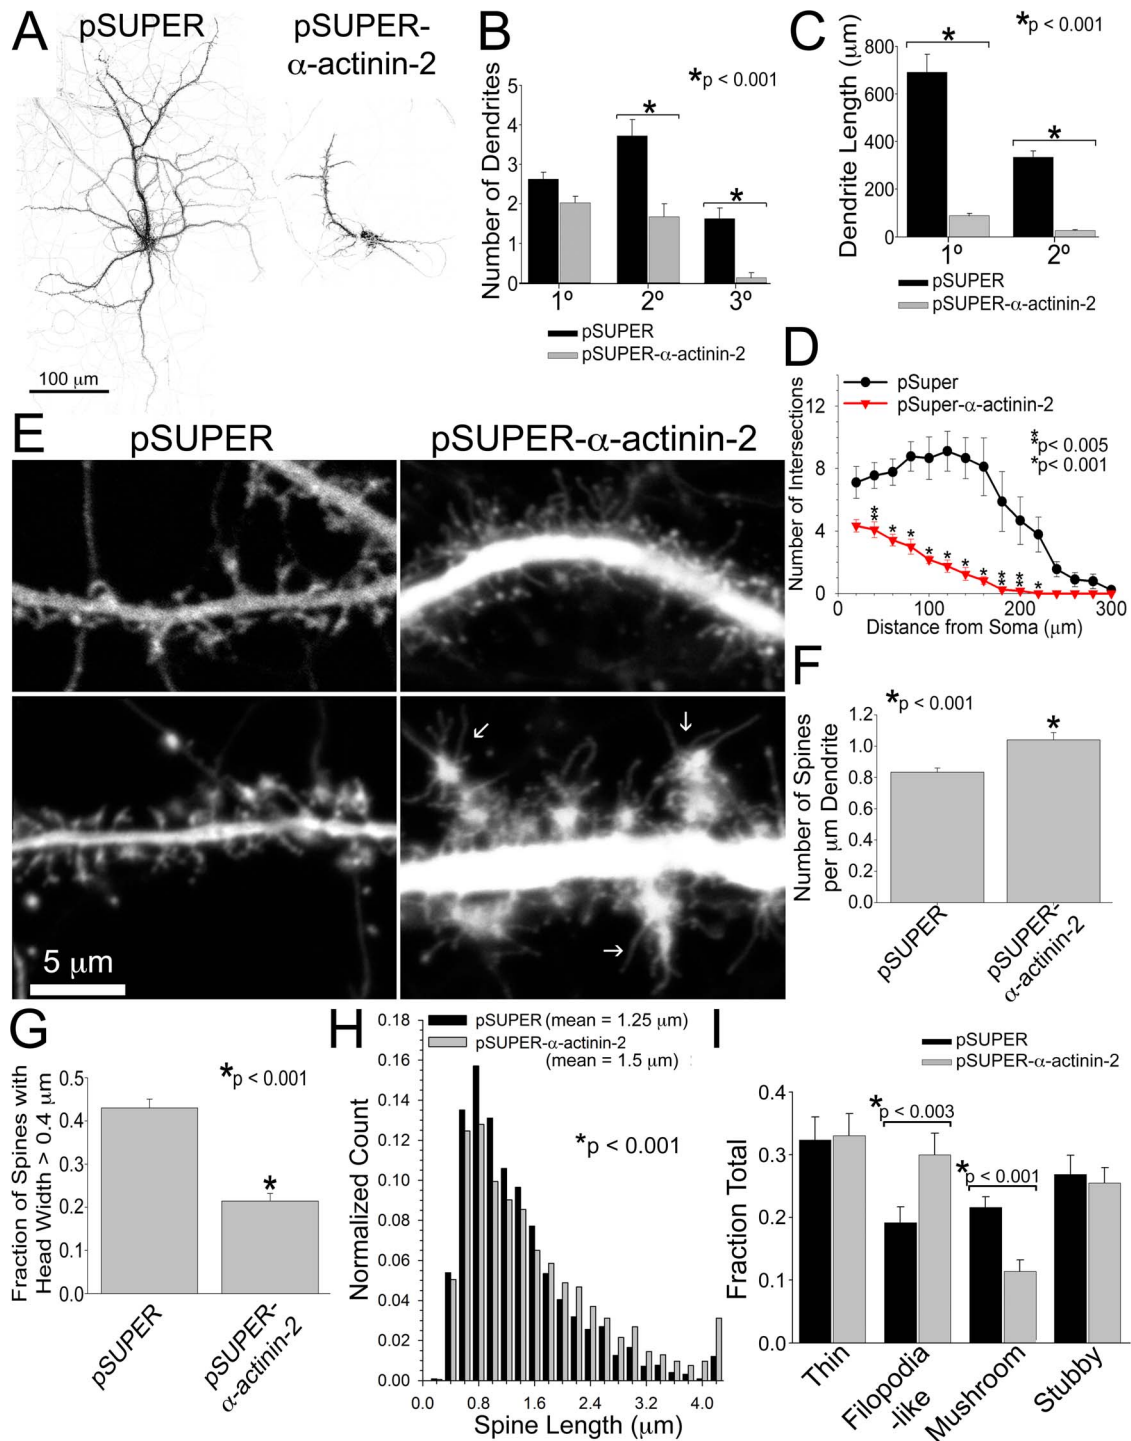 A
pSUPER
pSUPER-
α-actinin-2
100 μm
B
*p < 0.001
Number of Dendrites
5
4
3
2
1
0
*
*
1º
2º
3º
pSUPER
pSUPER-α-actinin-2
C
*p < 0.001
Dendrite Length (μm)
800
600
400
200
0
*
*
1º
2º
pSUPER
pSUPER-α-actinin-2
D
pSuper
pSuper-α-actinin-2
**p< 0.005
*p< 0.001
Number of Intersections
12
8
4
0
** * * * * * * ** ** *
0
100
200
300
Distance from Soma (μm)
E
pSUPER
pSUPER-α-actinin-2
5 μm
F
*p < 0.001
Number of Spines
per μm Dendrite
1.2
1.0
0.8
0.6
0.4
0.2
0.0
*
pSUPER
pSUPER-
α-actinin-2
G
*p < 0.001
Fraction of Spines with
Head Width > 0.4 μm
0.5
0.4
0.3
0.2
0.1
0.0
*
pSUPER
pSUPER-
α-actinin-2
H
pSUPER (mean = 1.25 μm)
pSUPER-α-actinin-2
(mean = 1.5 μm)
*p < 0.001
Normalized Count
0.18
0.16
0.14
0.12
0.10
0.08
0.06
0.04
0.02
0.00
0.0
0.8
1.6
2.4
3.2
4.0
Spine Length (μm)
I
pSUPER
pSUPER-α-actinin-2
Fraction Total
0.4
0.3
0.2
0.1
0.0
*p < 0.003
*p < 0.001
Thin
Filopodia
-like
Mushroom
Stubby